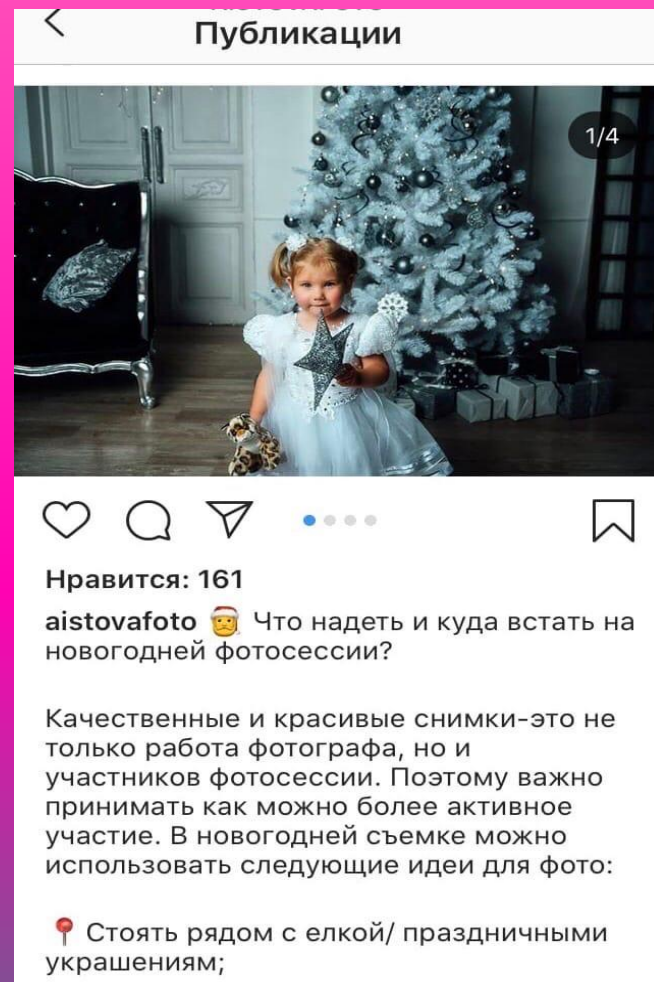 Публикации
1/4
Нравится: 161
aistovafoto 🎅 Что надеть и куда встать на
новогодней фотосессии?
Качественные и красивые снимки-это не
только работа фотографа, но и
участников фотосессии. Поэтому важно
принимать как можно более активное
участие. В новогодней съемке можно
использовать следующие идеи для фото:
📍 Стоять рядом с елкой/ праздничными
украшениям;